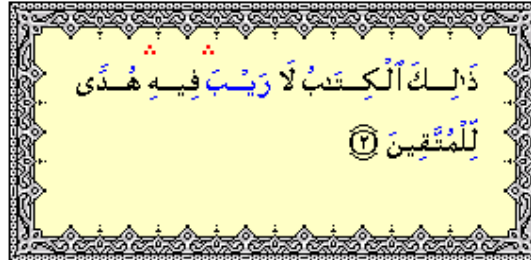 ذَٰلِكَ ٱلْكِتَـٰبُ لَا رَيْبَ ۛ فِيهِ ۛ هُدًى
لِّلْمُتَّقِينَ ﴿٢﴾